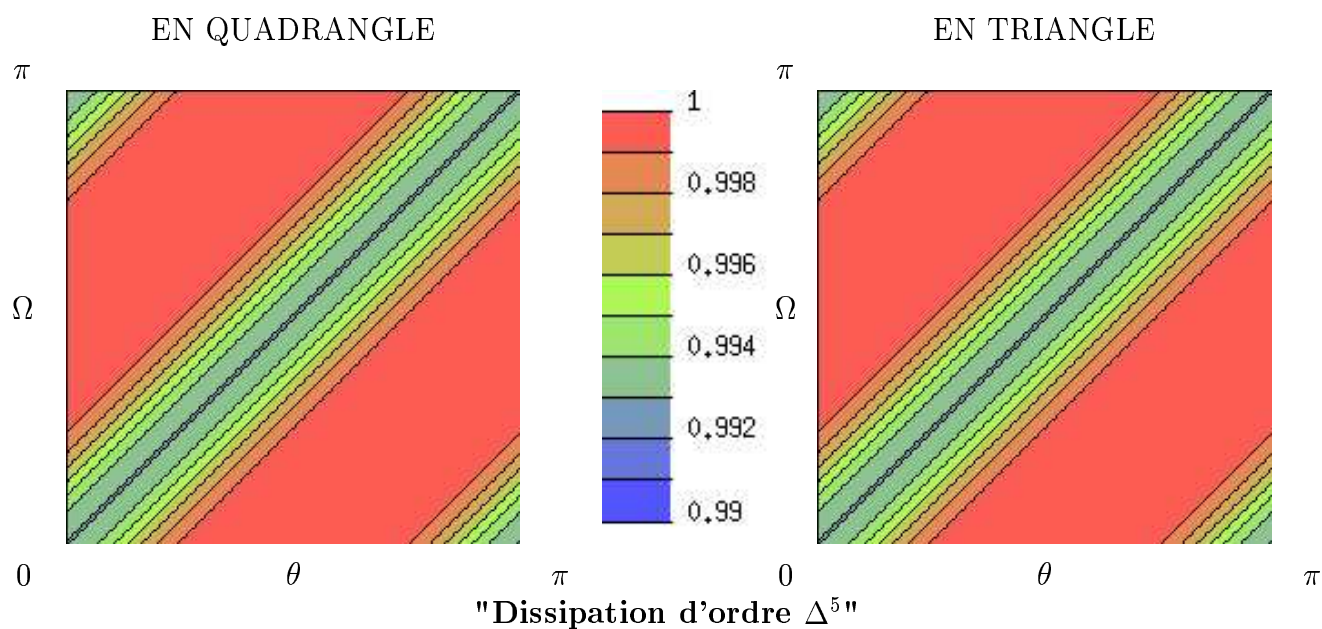 EN QUADRANGLE
EN TRIANGLE
π
π
1
0.998
0.996
Ω
Ω
0.994
0.992
0.99
0
θ
π
0
θ
π
"Dissipation d'ordre Δ⁵"